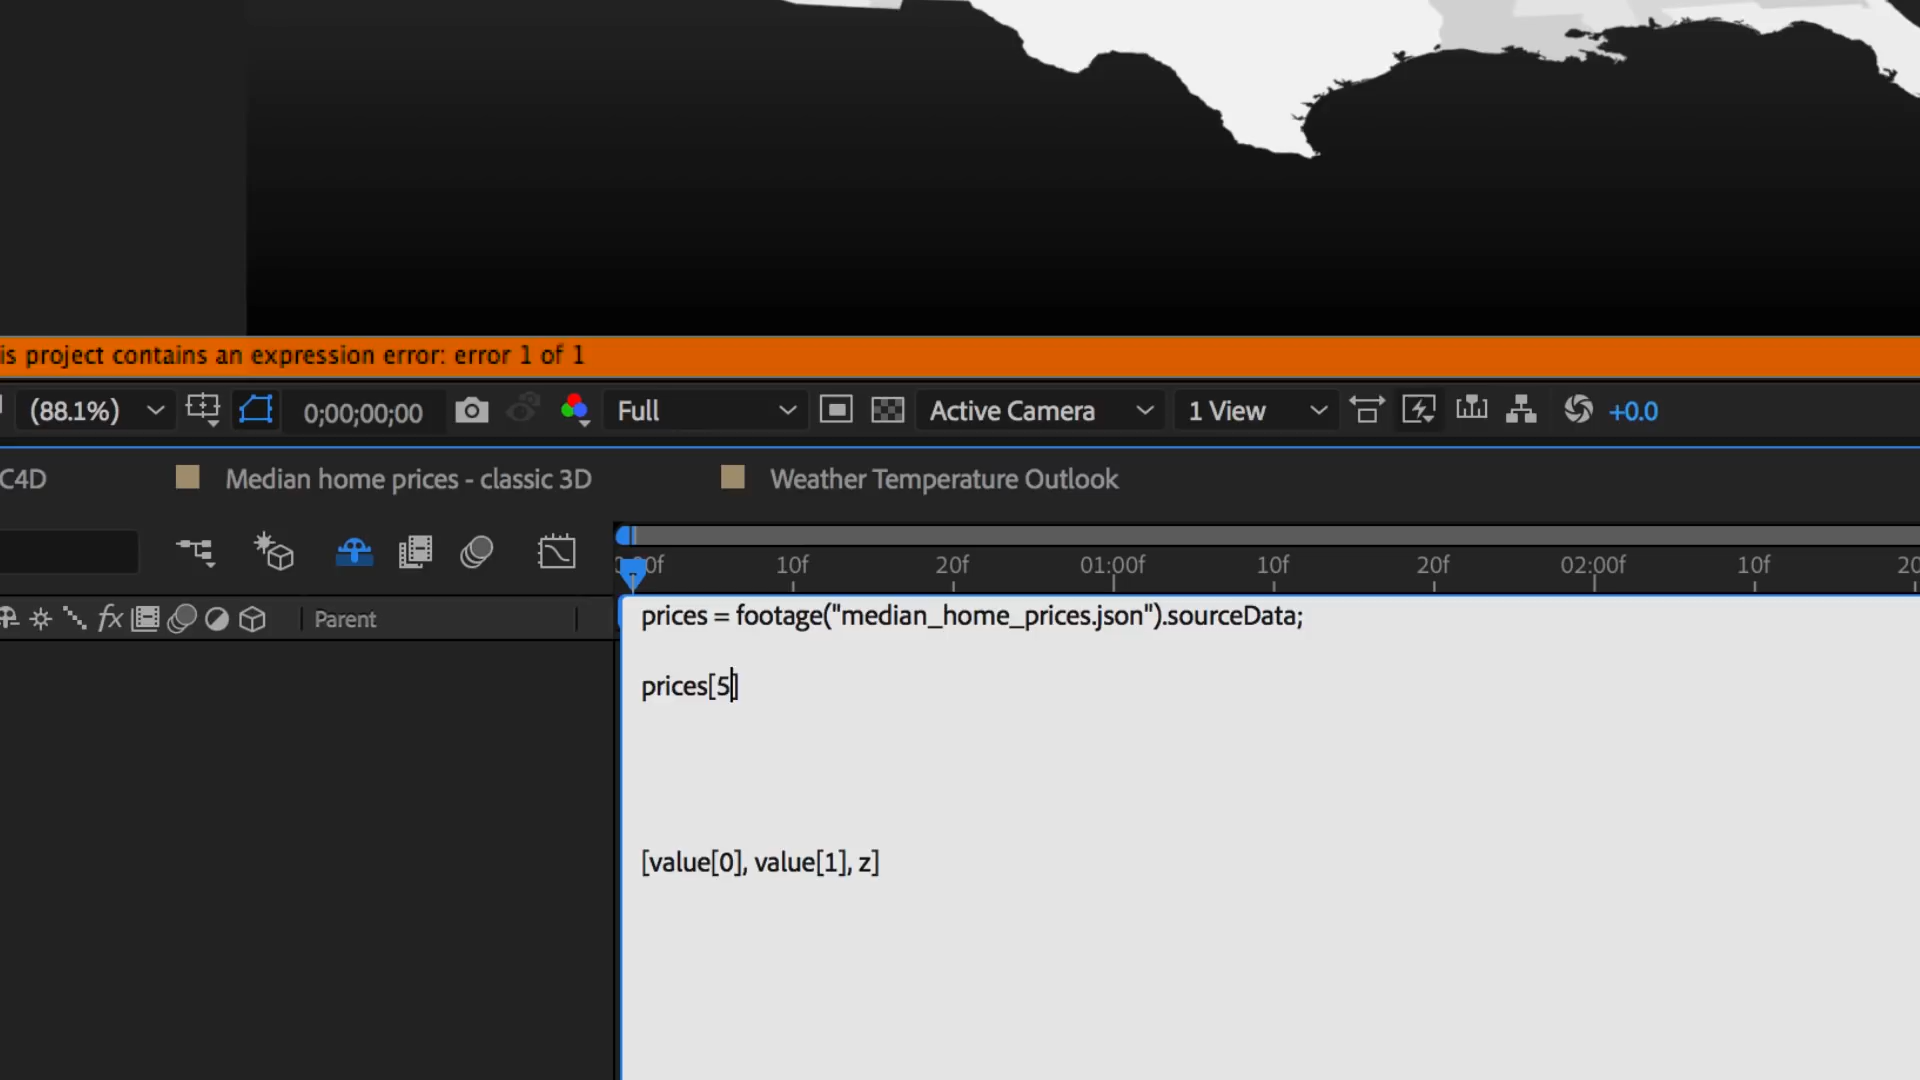 is project contains an expression error: error 1 of 1
(88.1%) 0;00;00;00 Full Active Camera 1 View +0.0
C4D Median home prices - classic 3D Weather Temperature Outlook
10f 20f 01:00f 10f 20f 02:00f 10f 20
fx Parent
prices = footage("median_home_prices.json").sourceData;
prices[5]
[value[0], value[1], z]